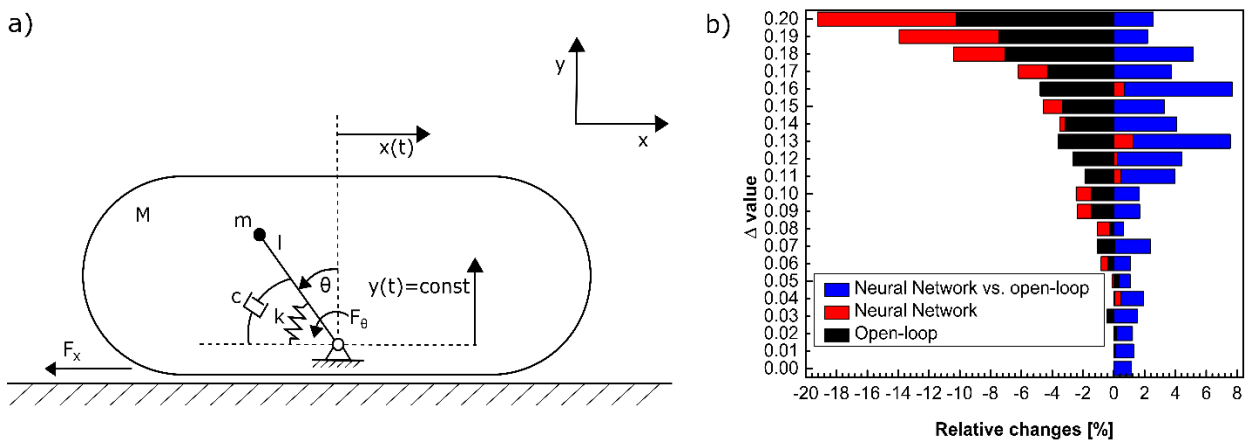 a)
y
x
x(t)
M
m
l
θ
y(t)=const
c
k
Fθ
Fx
b)
Δ value
0.20
0.19
0.18
0.17
0.16
0.15
0.14
0.13
0.12
0.11
0.10
0.09
0.08
0.07
0.06
0.05
0.04
0.03
0.02
0.01
0.00
Neural Network vs. open-loop
Neural Network
Open-loop
-20 -18 -16 -14 -12 -10 -8 -6 -4 -2 0 2 4 6 8
Relative changes [%]